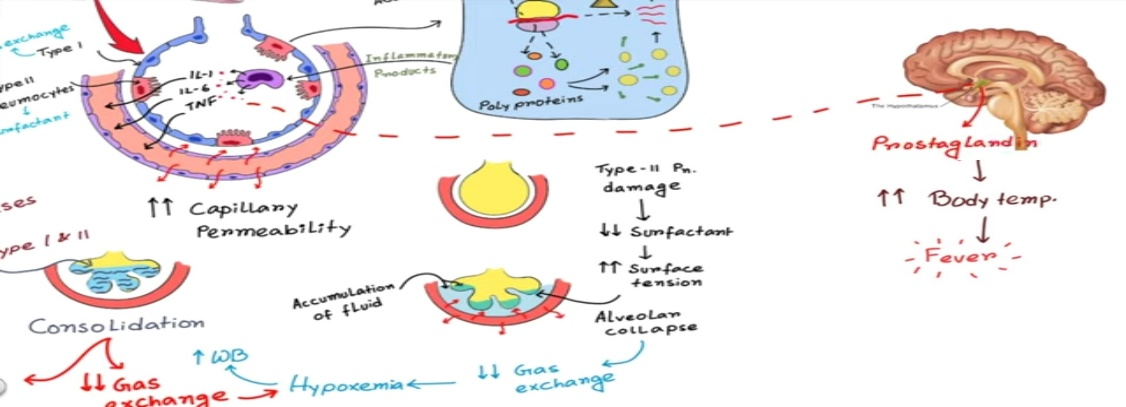 exchange
Type I
ype II
eumocytes
urfactant
IL-1
IL-6
TNF
Inflammatory
Products
Poly proteins
The Hypothalamus
Prostaglandin
↑↑ Body temp.
Fever
↑↑ Capillary
Permeability
ses
ype I & II
Consolidation
↓↓ Gas
exchange
↑ WB
Hypoxemia
Accumulation
of fluid
Type-II Pn.
damage
↓↓ Surfactant
↑↑ Surface
tension
Alveolar
collapse
↓↓ Gas
exchange